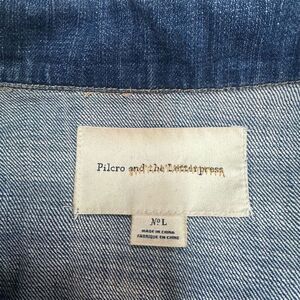 Pilcro and the Letterpress
Nº L
MADE IN CHINA
FABRIQUÉ EN CHINE